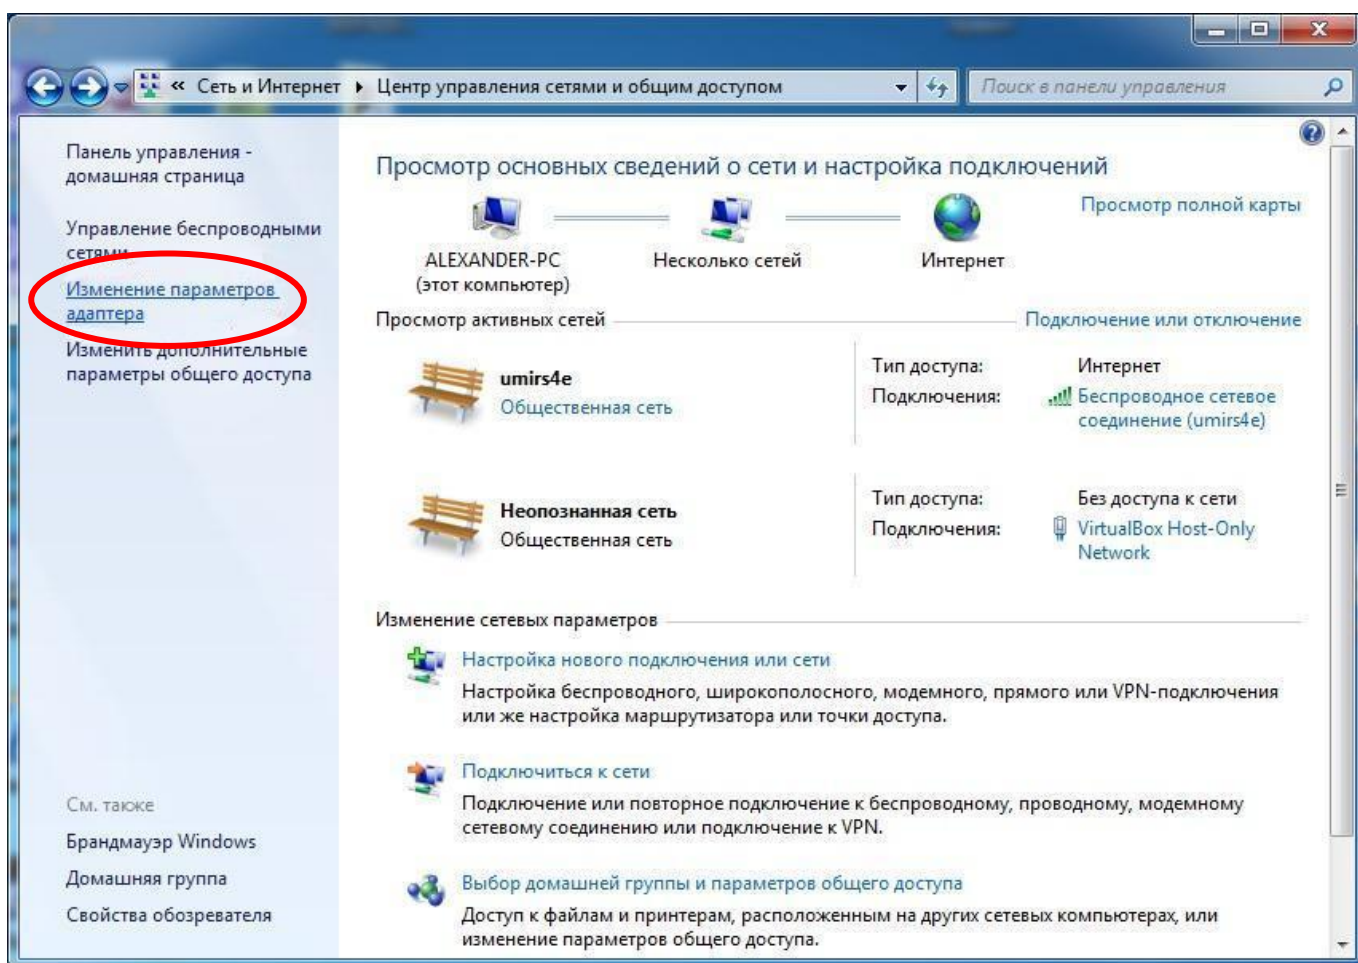 « Сеть и Интернет ▸ Центр управления сетями и общим доступом
Поиск в панели управления
Панель управления -
домашняя страница
Управление беспроводными
сетями
Изменение параметров
адаптера
Изменить дополнительные
параметры общего доступа
См. также
Брандмауэр Windows
Домашняя группа
Свойства обозревателя
Просмотр основных сведений о сети и настройка подключений
Просмотр полной карты
ALEXANDER-PC
(этот компьютер)
Несколько сетей
Интернет
Просмотр активных сетей
Подключение или отключение
umirs4e
Общественная сеть
Тип доступа: Интернет
Подключения: Беспроводное сетевое
соединение (umirs4e)
Неопознанная сеть
Общественная сеть
Тип доступа: Без доступа к сети
Подключения: VirtualBox Host-Only
Network
Изменение сетевых параметров
Настройка нового подключения или сети
Настройка беспроводного, широкополосного, модемного, прямого или VPN-подключения
или же настройка маршрутизатора или точки доступа.
Подключиться к сети
Подключение или повторное подключение к беспроводному, проводному, модемному
сетевому соединению или подключение к VPN.
Выбор домашней группы и параметров общего доступа
Доступ к файлам и принтерам, расположенным на других сетевых компьютерах, или
изменение параметров общего доступа.